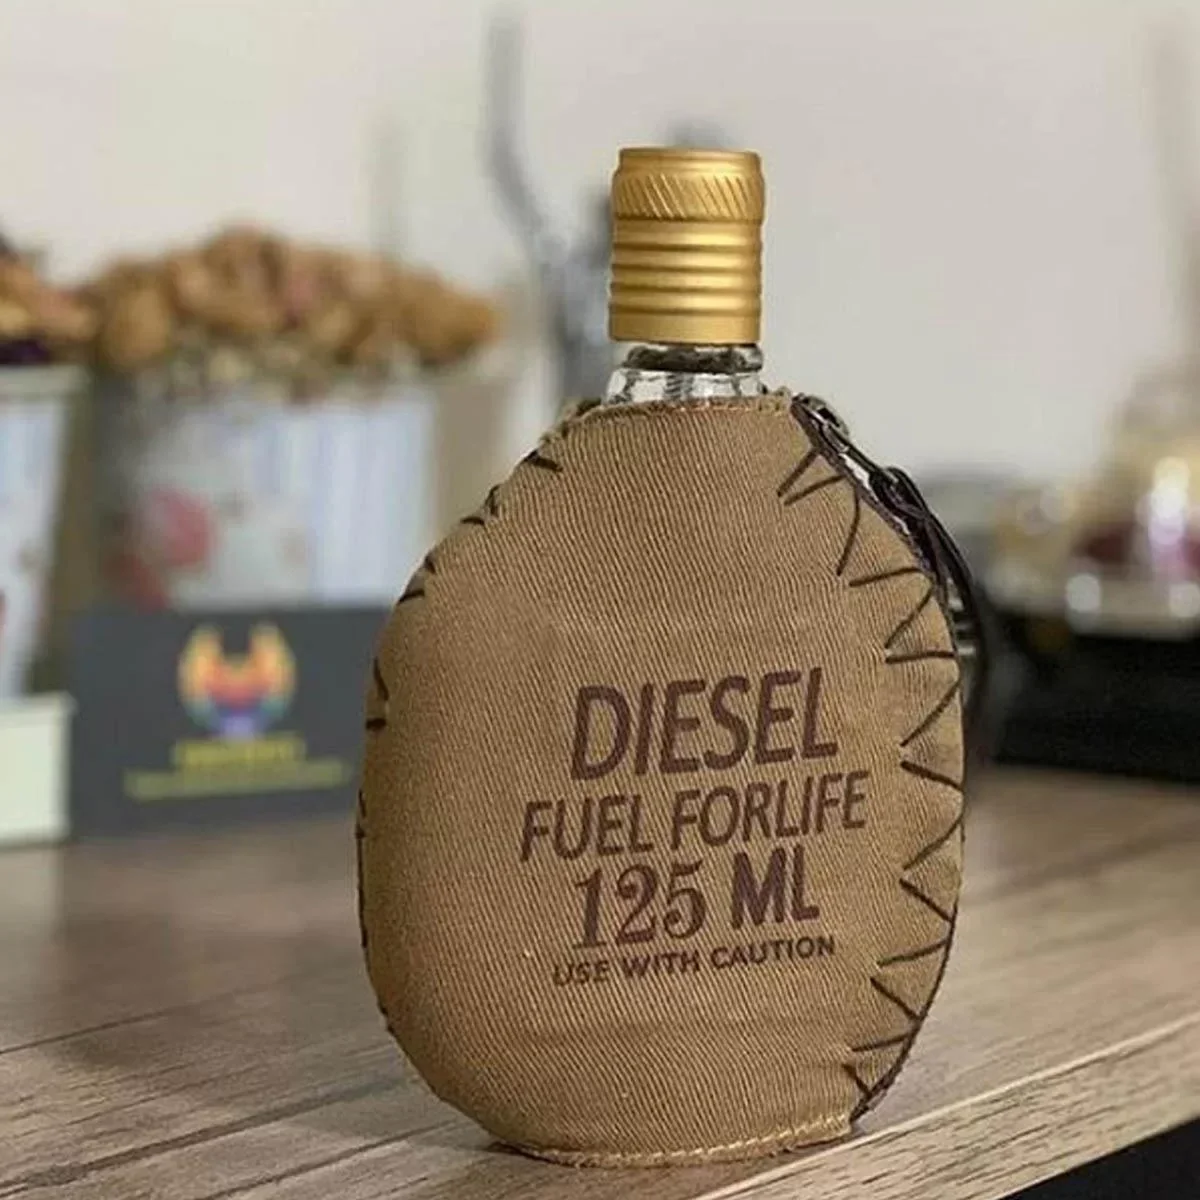 DIESEL
FUEL FORLIFE
125 ML
USE WITH CAUTION